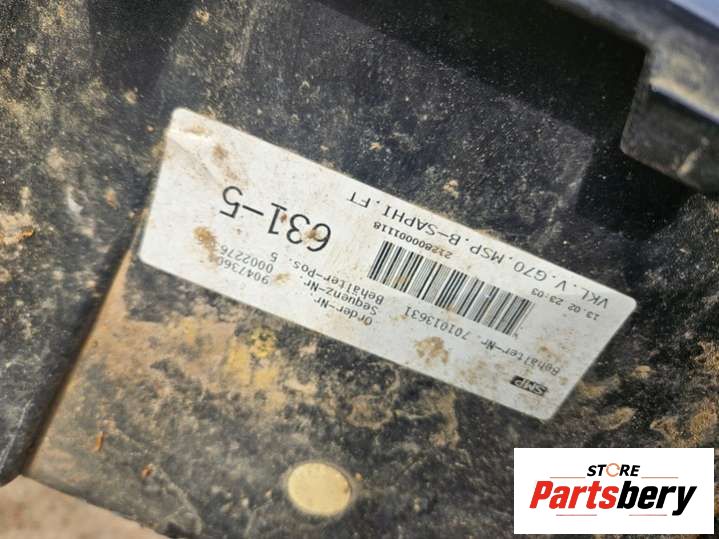 SMP
Behälter-Nr. 701013631
13.02 23:03
Order-Nr. 9047360
Sequenz-Nr. 0002276
Behälter-Pos. 5
212800001118
631-5
VKL.V.G70.MSP.B-SAPHI.FT
STORE
Partsbery